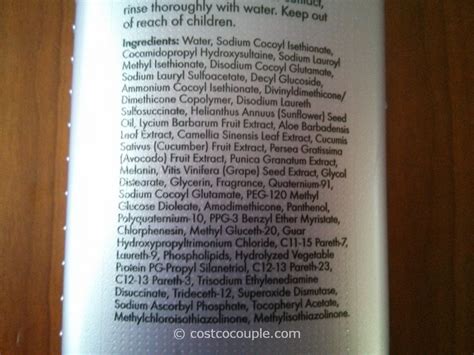 rinse thoroughly with water. Keep out
of reach of children.
Ingredients: Water, Sodium Cocoyl Isethionate,
Cocamidopropyl Hydroxysultaine, Sodium Lauroyl
Methyl Isethionate, Disodium Cocoyl Glutamate,
Sodium Lauryl Sulfoacetate, Decyl Glucoside,
Ammonium Cocoyl Isethionate, Divinyldimethicone/
Dimethicone Copolymer, Disodium Laureth
Sulfosuccinate, Helianthus Annuus (Sunflower) Seed
Oil, Lycium Barbarum Fruit Extract, Aloe Barbadensis
Leaf Extract, Camellia Sinensis Leaf Extract, Cucumis
Sativus (Cucumber) Fruit Extract, Persea Gratissima
(Avocado) Fruit Extract, Punica Granatum Extract,
Melanin, Vitis Vinifera (Grape) Seed Extract, Glycol
Distearate, Glycerin, Fragrance, Quaternium-91,
Sodium Cocoyl Glutamate, PEG-120 Methyl
Glucose Dioleate, Amodimethicone, Panthenol,
Polyquaternium-10, PPG-3 Benzyl Ether Myristate,
Chlorphenesin, Methyl Gluceth-20, Guar
Hydroxypropyltrimonium Chloride, C11-15 Pareth-7,
Laureth-9, Phospholipids, Hydrolyzed Vegetable
Protein PG-Propyl Silanetriol, C12-13 Pareth-23,
C12-13 Pareth-3, Trisodium Ethylenediamine
Disuccinate, Trideceth-12, Superoxide Dismutase,
Sodium Ascorbyl Phosphate, Tocopheryl Acetate,
Methylchloroisothiazolinone, Methylisothiazolinone.
© costcocouple.com